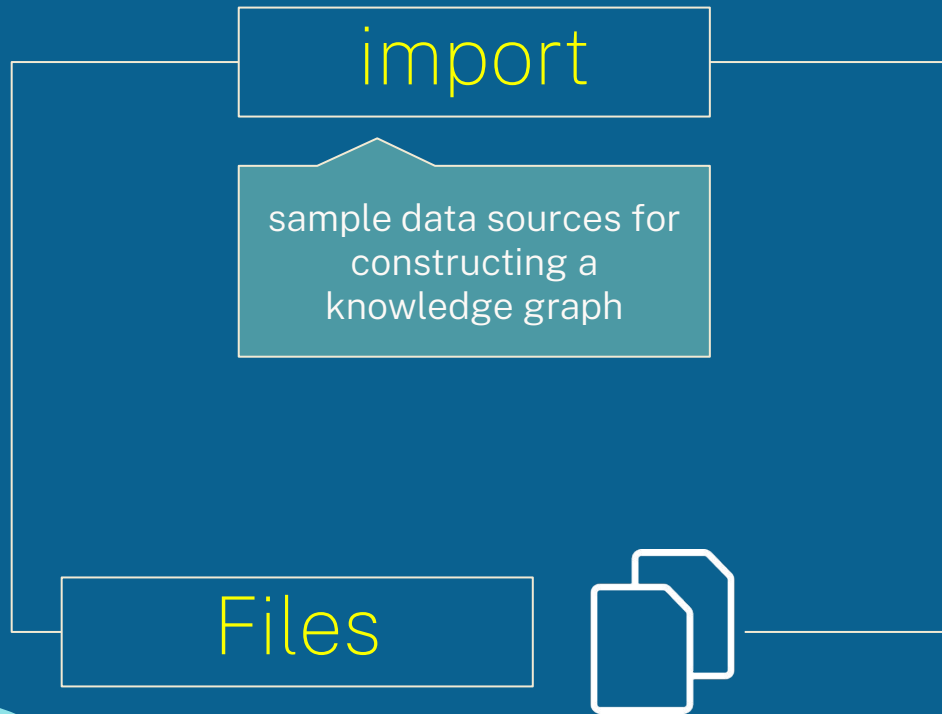 import
sample data sources for
constructing a
knowledge graph
Files